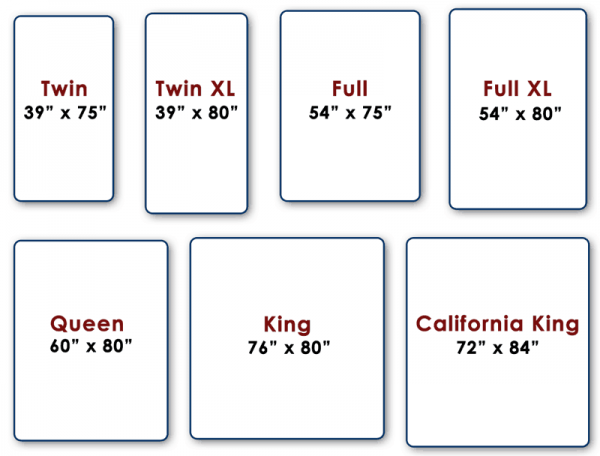 Twin
39” x 75”
Twin XL
39” x 80”
Full
54” x 75”
Full XL
54” x 80”
Queen
60” x 80”
King
76” x 80”
California King
72” x 84”